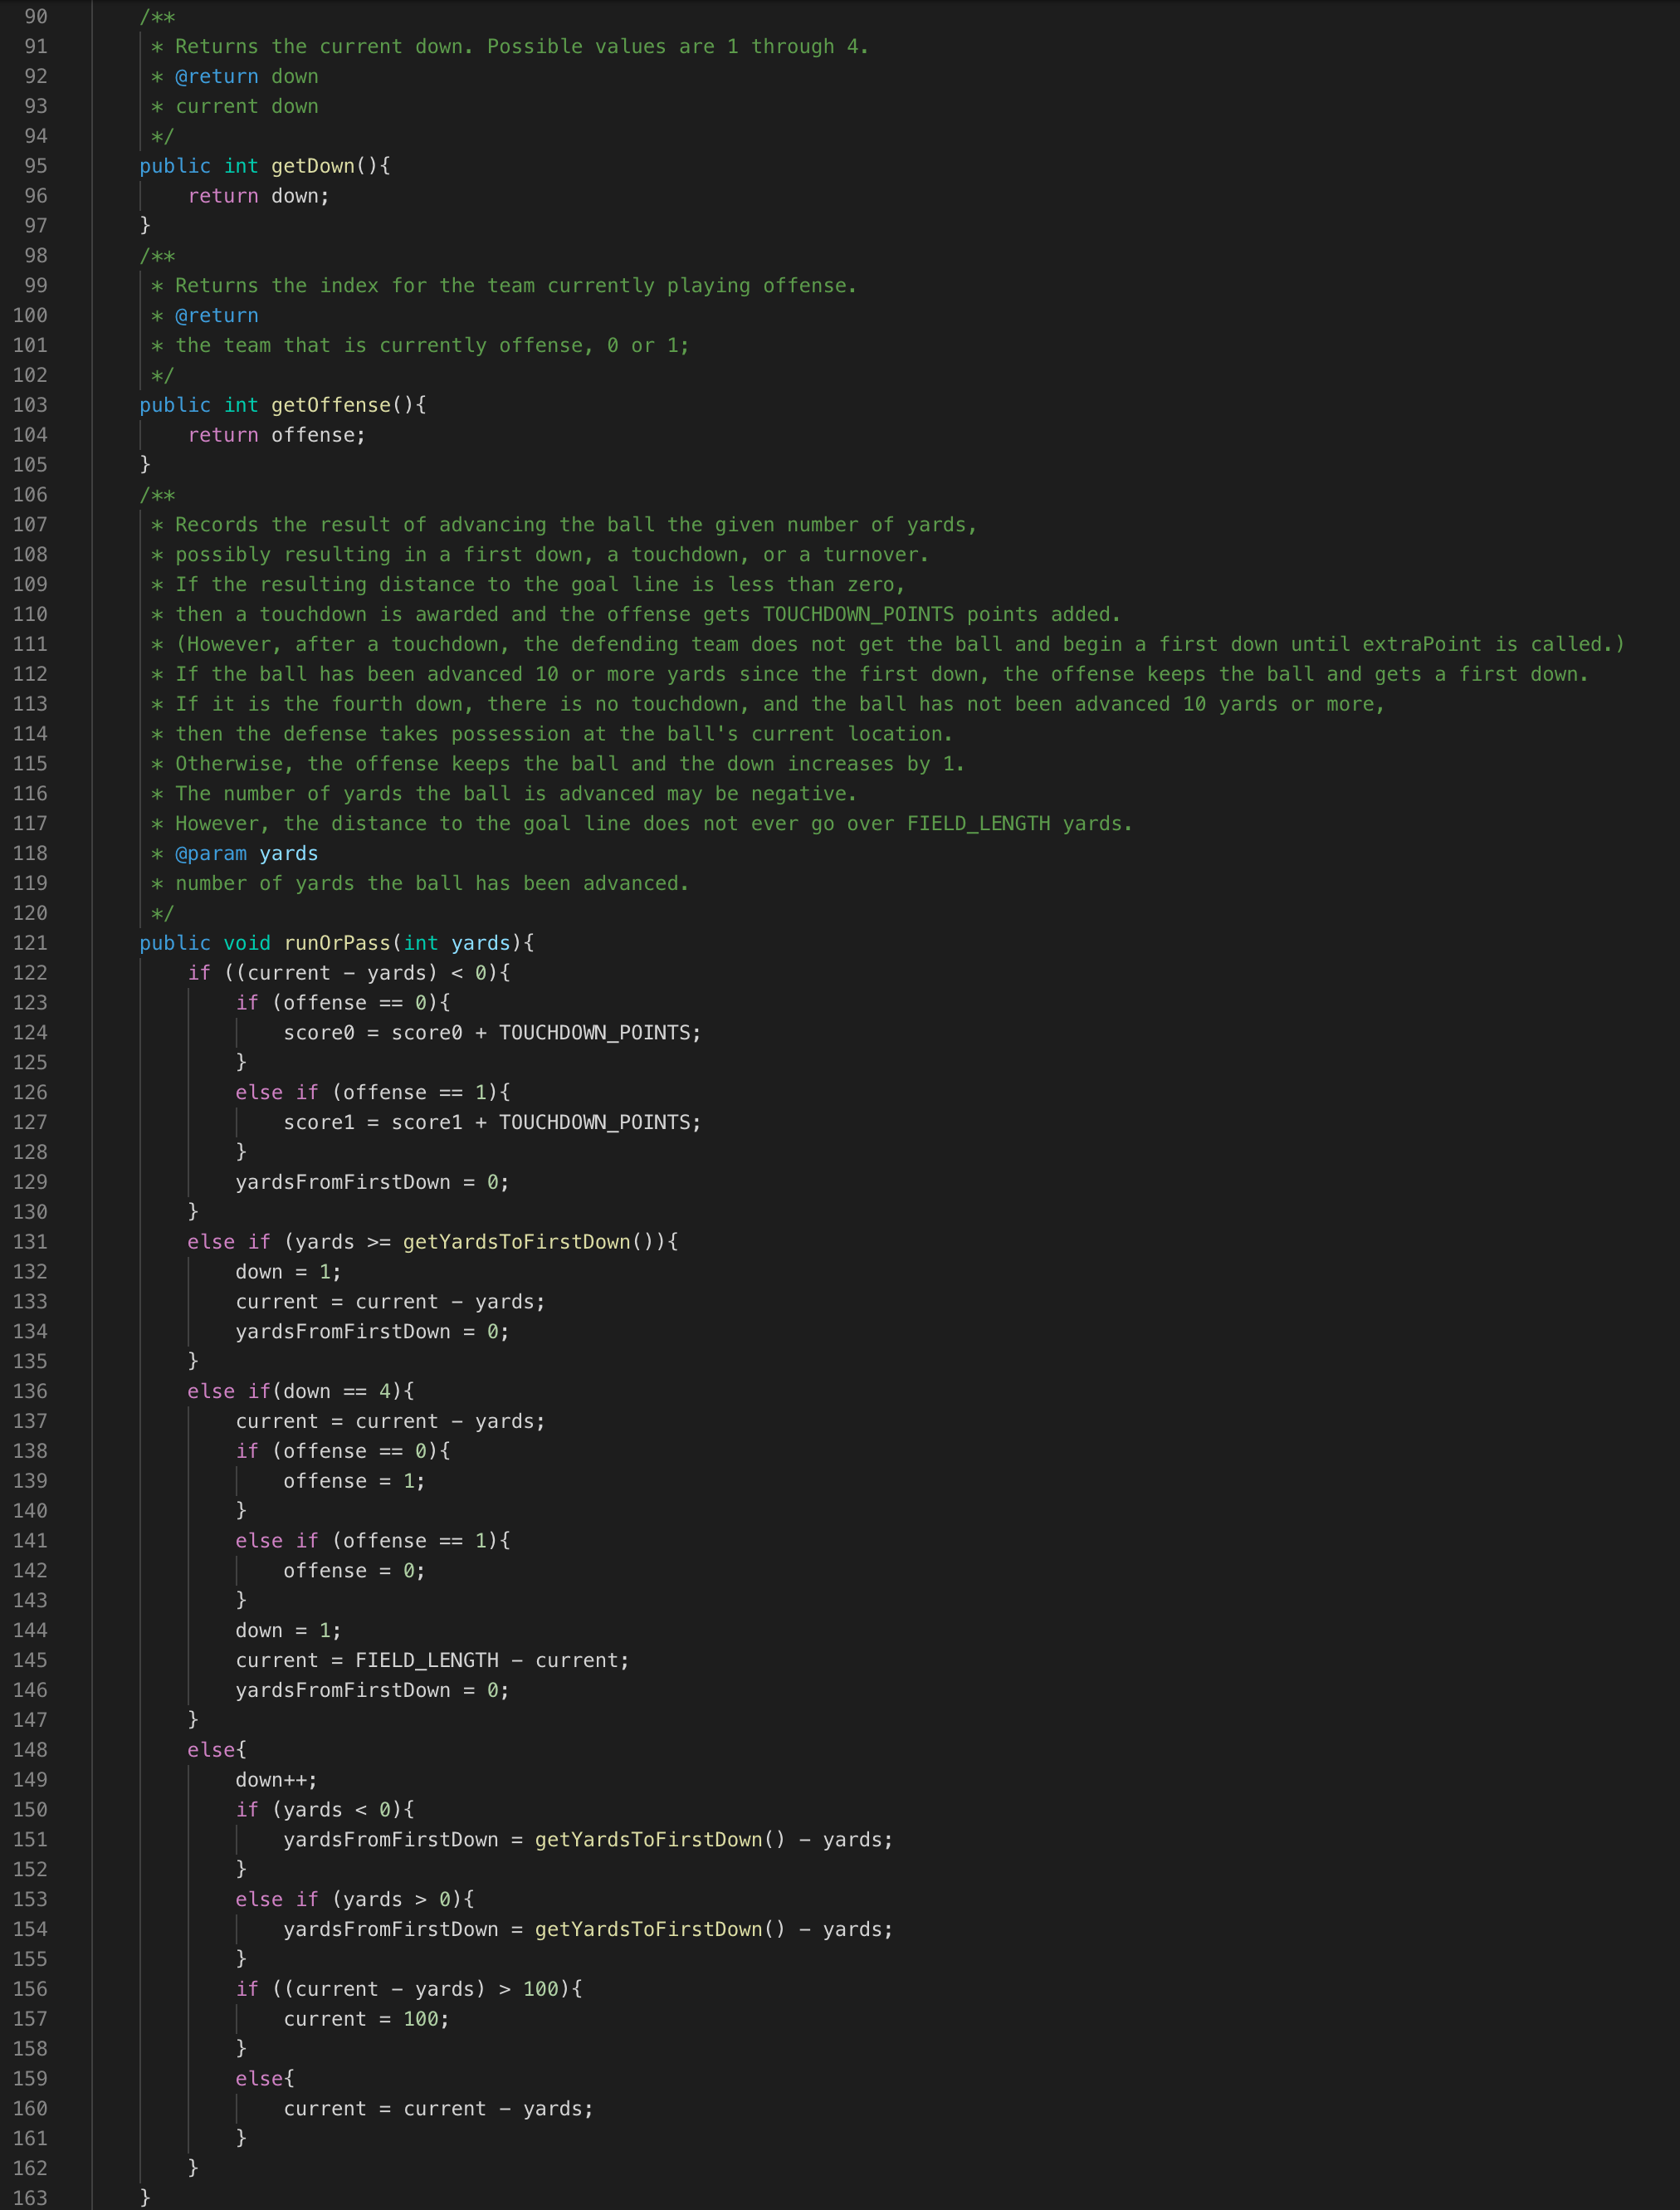 90 /**
91 * Returns the current down. Possible values are 1 through 4.
92 * @return down
93 * current down
94 */
95 public int getDown(){
96 return down;
97 }
98 /**
99 * Returns the index for the team currently playing offense.
100 * @return
101 * the team that is currently offense, 0 or 1;
102 */
103 public int getOffense(){
104 return offense;
105 }
106 /**
107 * Records the result of advancing the ball the given number of yards,
108 * possibly resulting in a first down, a touchdown, or a turnover.
109 * If the resulting distance to the goal line is less than zero,
110 * then a touchdown is awarded and the offense gets TOUCHDOWN_POINTS points added.
111 * (However, after a touchdown, the defending team does not get the ball and begin a first down until extraPoint is called.)
112 * If the ball has been advanced 10 or more yards since the first down, the offense keeps the ball and gets a first down.
113 * If it is the fourth down, there is no touchdown, and the ball has not been advanced 10 yards or more,
114 * then the defense takes possession at the ball's current location.
115 * Otherwise, the offense keeps the ball and the down increases by 1.
116 * The number of yards the ball is advanced may be negative.
117 * However, the distance to the goal line does not ever go over FIELD_LENGTH yards.
118 * @param yards
119 * number of yards the ball has been advanced.
120 */
121 public void runOrPass(int yards){
122 if ((current - yards) < 0){
123 if (offense == 0){
124 score0 = score0 + TOUCHDOWN_POINTS;
125 }
126 else if (offense == 1){
127 score1 = score1 + TOUCHDOWN_POINTS;
128 }
129 yardsFromFirstDown = 0;
130 }
131 else if (yards >= getYardsToFirstDown()){
132 down = 1;
133 current = current - yards;
134 yardsFromFirstDown = 0;
135 }
136 else if(down == 4){
137 current = current - yards;
138 if (offense == 0){
139 offense = 1;
140 }
141 else if (offense == 1){
142 offense = 0;
143 }
144 down = 1;
145 current = FIELD_LENGTH - current;
146 yardsFromFirstDown = 0;
147 }
148 else{
149 down++;
150 if (yards < 0){
151 yardsFromFirstDown = getYardsToFirstDown() - yards;
152 }
153 else if (yards > 0){
154 yardsFromFirstDown = getYardsToFirstDown() - yards;
155 }
156 if ((current - yards) > 100){
157 current = 100;
158 }
159 else{
160 current = current - yards;
161 }
162 }
163 }